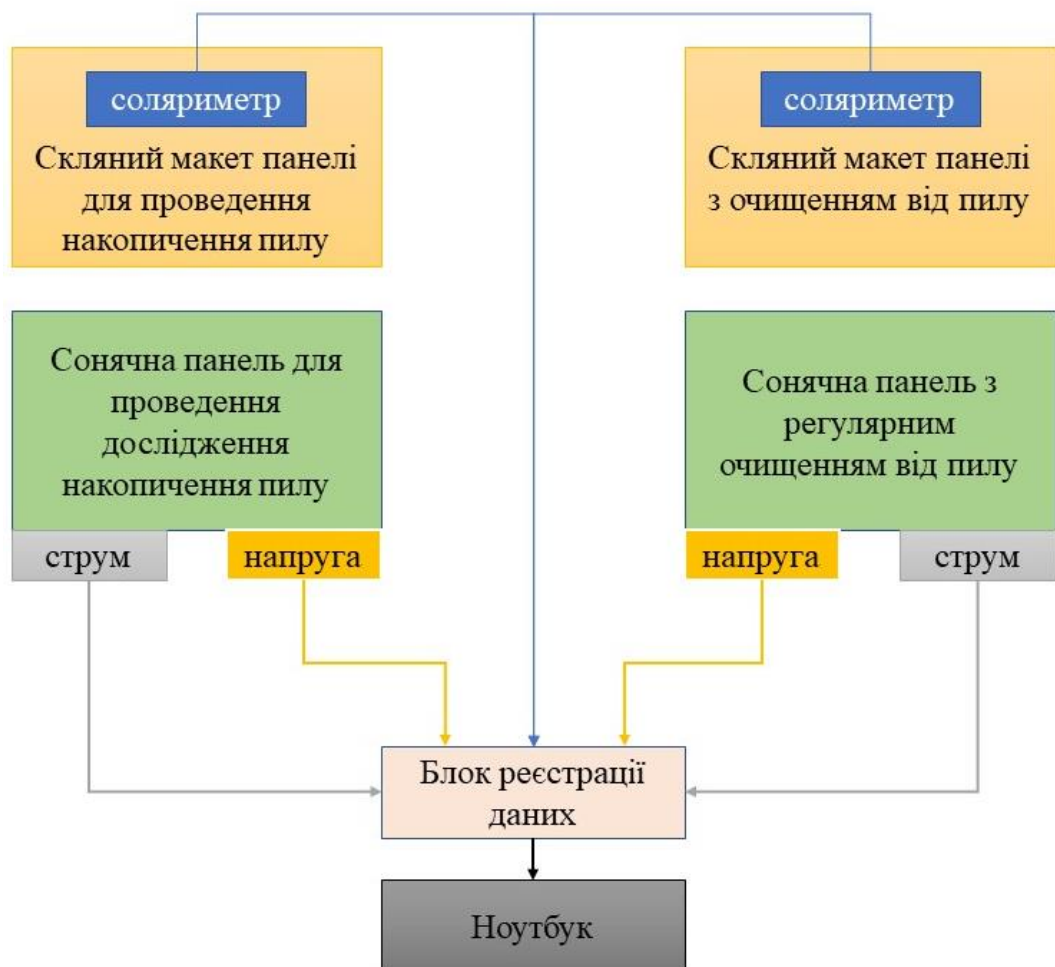 соляриметр
Скляний макет панелі
для проведення
накопичення пилу
соляриметр
Скляний макет панелі
з очищенням від пилу
Сонячна панель для
проведення
дослідження
накопичення пилу
Сонячна панель з
регулярним
очищенням від пилу
струм
напруга
напруга
струм
Блок реєстрації
даних
Ноутбук